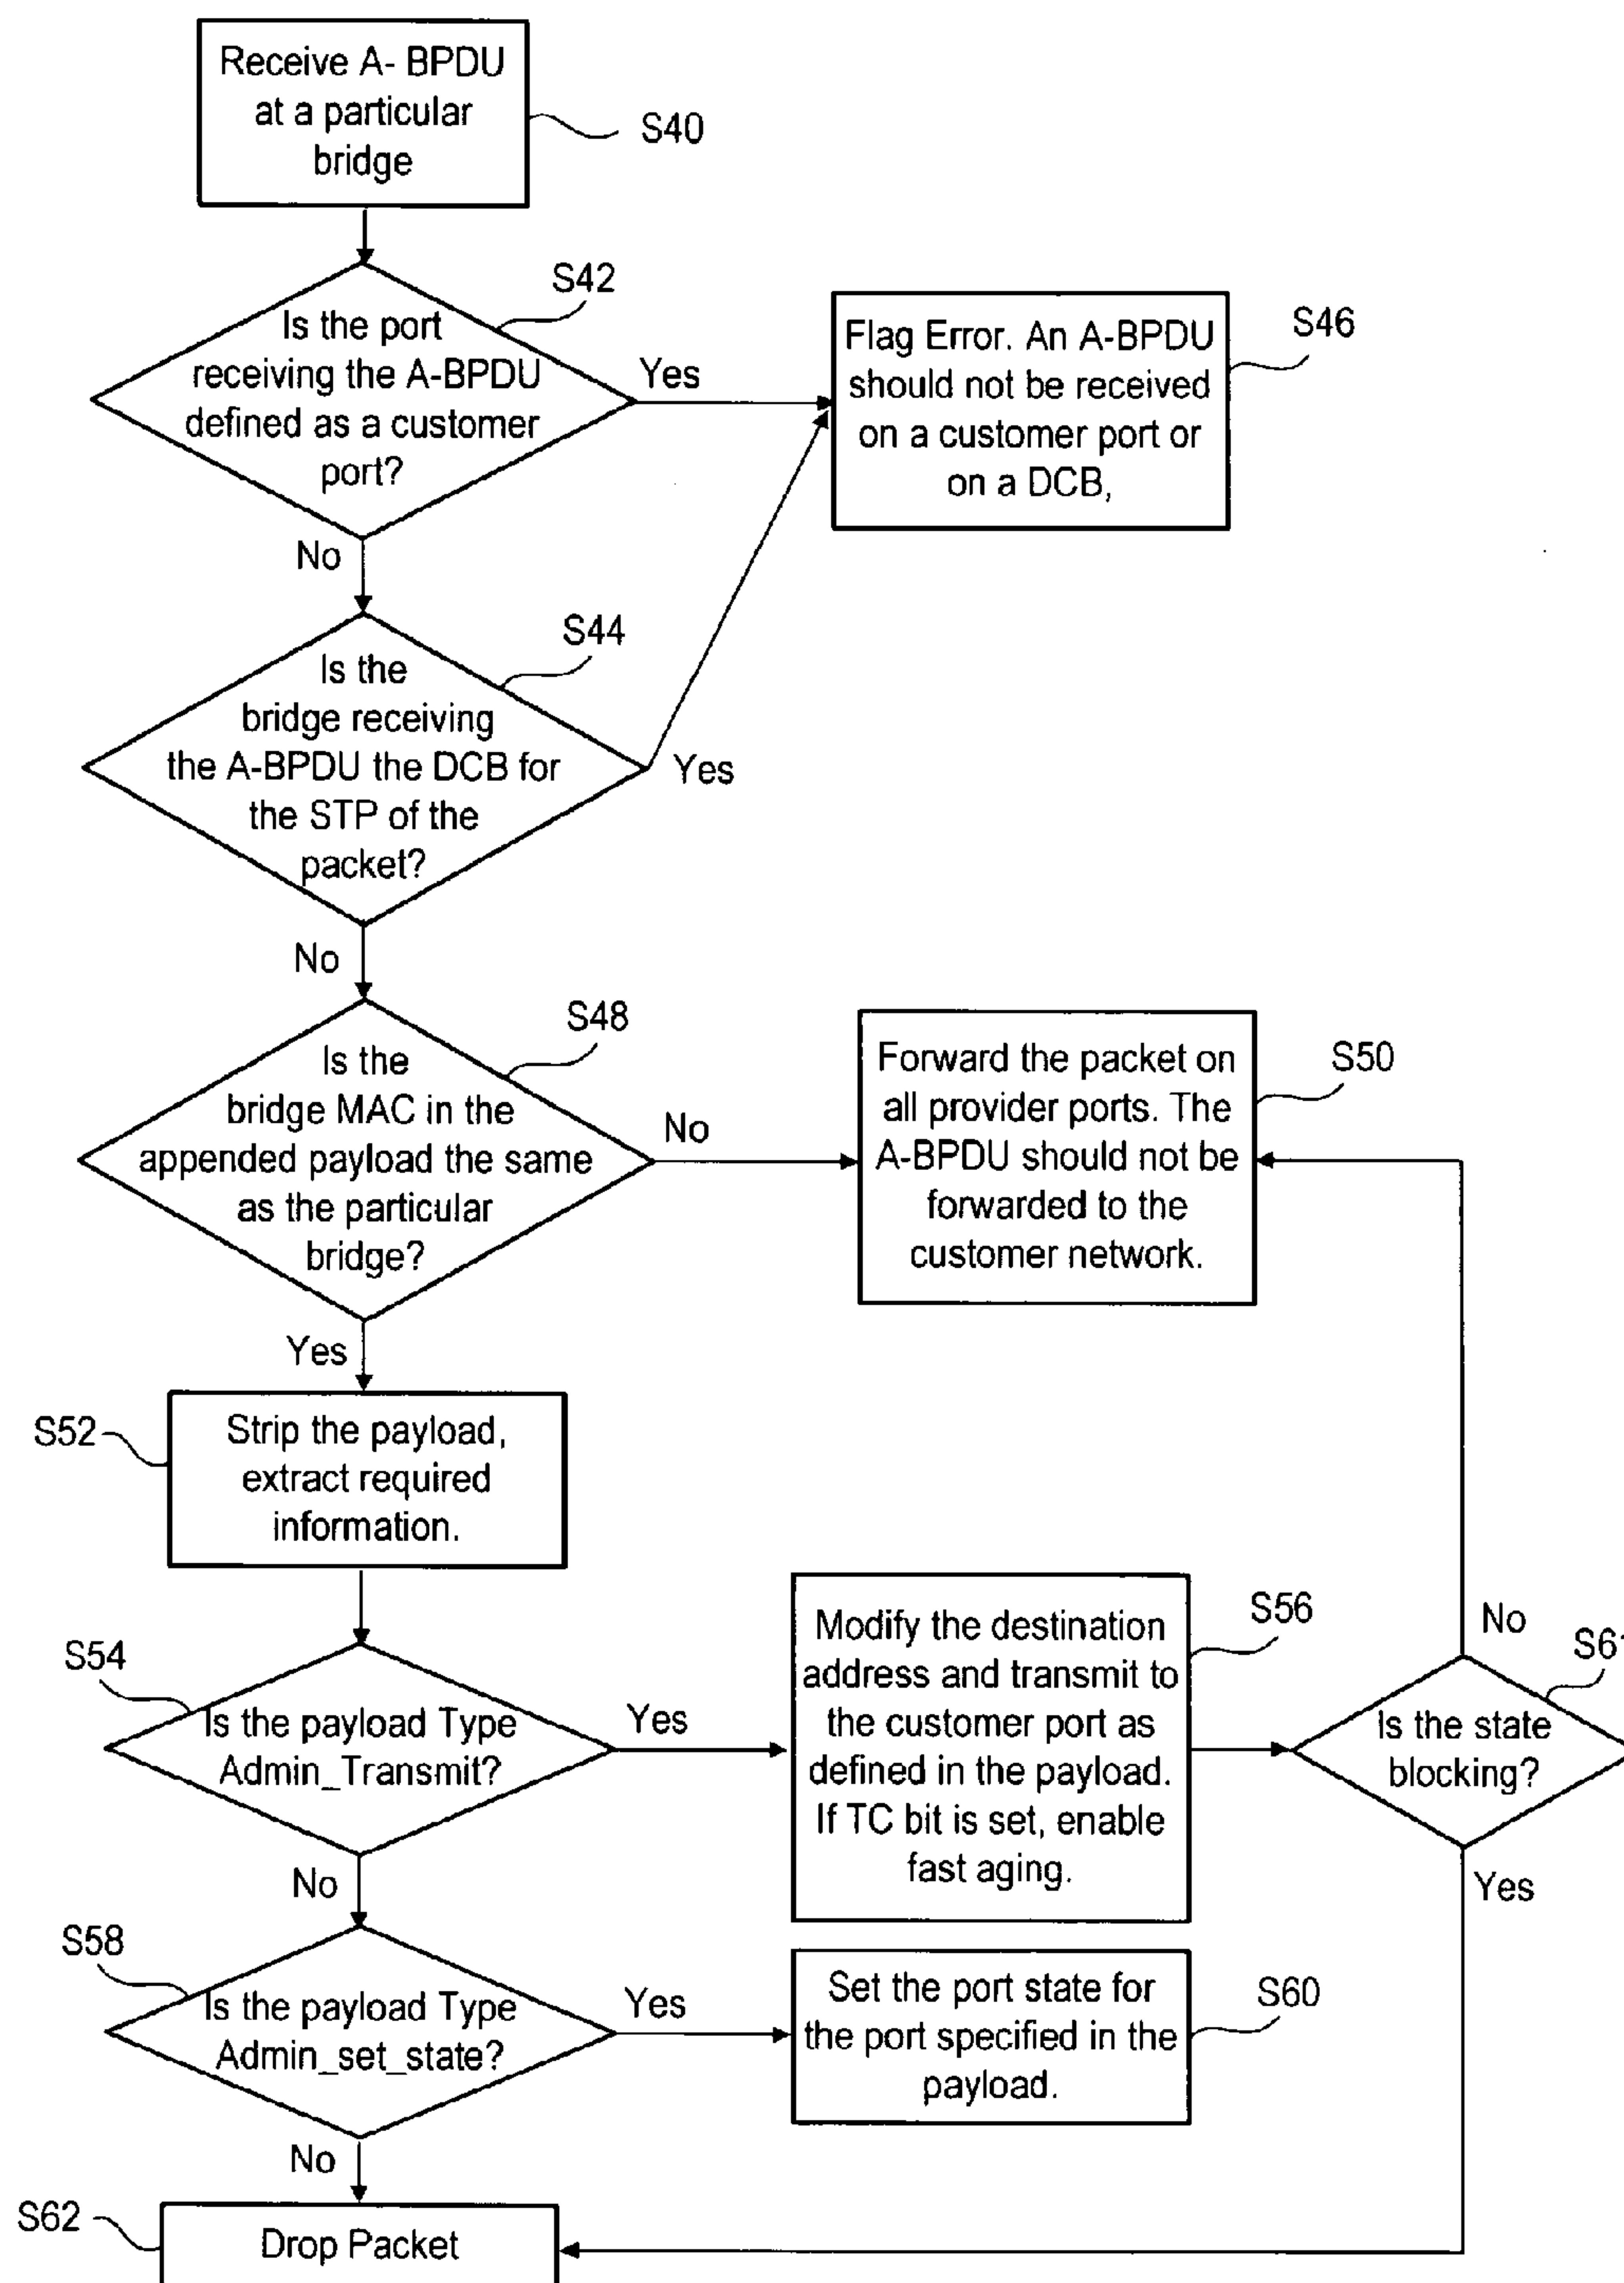 Receive A- BPDU
at a particular
bridge
S40
S42
Is the port
receiving the A-BPDU
defined as a customer
port?
Yes
No
Flag Error. An A-BPDU
should not be received
on a customer port or
on a DCB,
S46
S44
Is the
bridge receiving
the A-BPDU the DCB for
the STP of the
packet?
Yes
No
S48
Is the
bridge MAC in the
appended payload the same
as the particular
bridge?
No
Yes
Forward the packet on
all provider ports. The
A-BPDU should not be
forwarded to the
customer network.
S50
S52
Strip the payload,
extract required
information.
S54
Is the payload Type
Admin_Transmit?
Yes
No
Modify the destination
address and transmit to
the customer port as
defined in the payload.
If TC bit is set, enable
fast aging.
S56
No
S61
Is the state
blocking?
Yes
S58
Is the payload Type
Admin_set_state?
Yes
No
Set the port state for
the port specified in the
payload.
S60
S62
Drop Packet